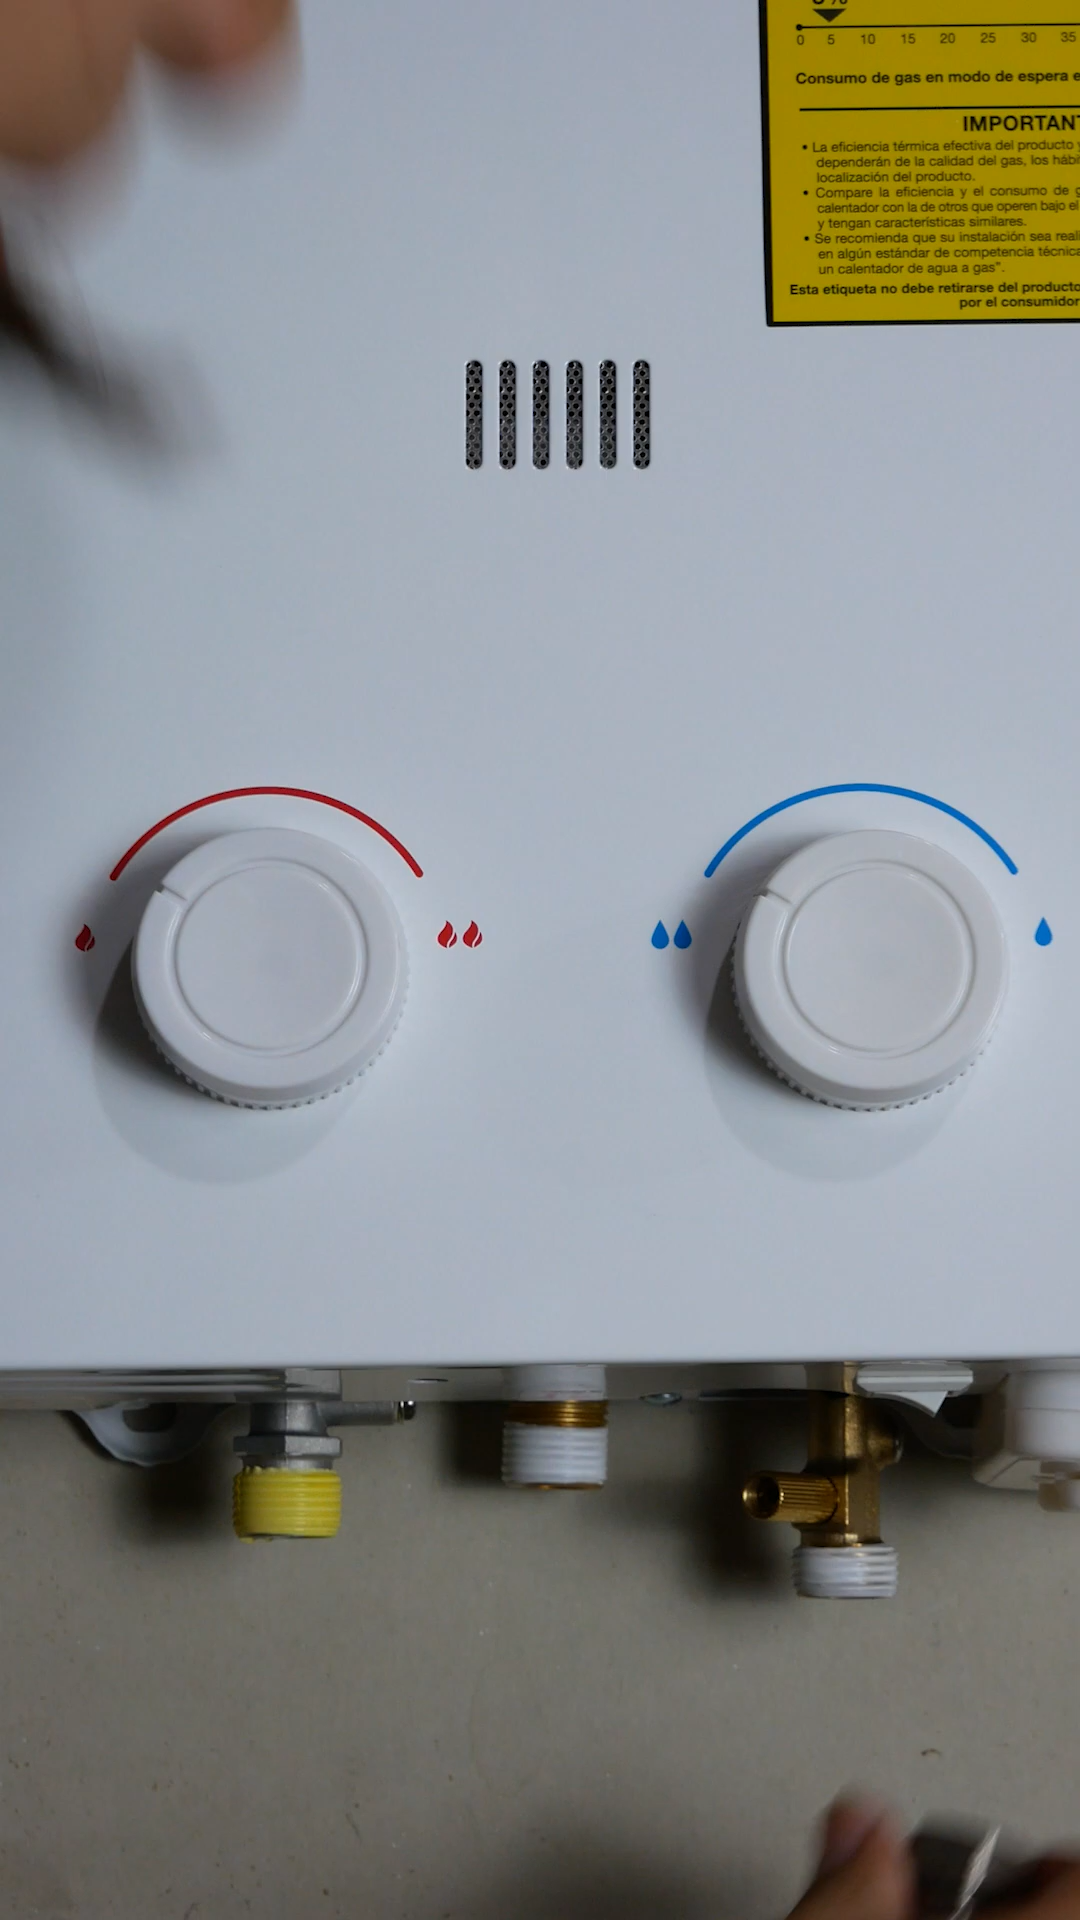 0 5 10 15 20 25 30 35
Consumo de gas en modo de espera e
IMPORTANT
• La eficiencia térmica efectiva del producto y
dependerán de la calidad del gas, los hábi
localización del producto.
• Compare la eficiencia y el consumo de g
calentador con la de otros que operen bajo el
y tengan características similares.
• Se recomienda que su instalación sea reali
en algún estándar de competencia técnica
un calentador de agua a gas”.
Esta etiqueta no debe retirarse del producto
por el consumidor